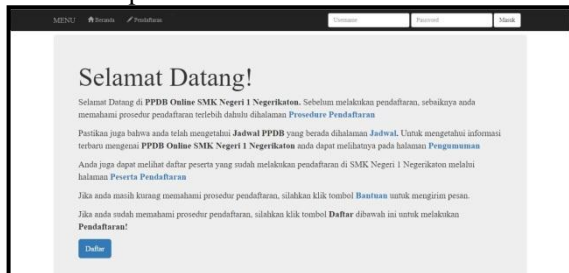 MENU Beranda Pendaftaran Username Password Masuk
Selamat Datang!
Selamat Datang di PPDB Online SMK Negeri 1 Negerikaton. Sebelum melakukan pendaftaran, sebaiknya anda
memahami prosedur pendaftaran terlebih dahulu dihalaman Prosedure Pendaftaran
Pastikan juga bahwa anda telah mengetahui Jadwal PPDB yang berada dihalaman Jadwal. Untuk mengetahui informasi
terbaru mengenai PPDB Online SMK Negeri 1 Negerikaton anda dapat melihatnya pada halaman Pengumuman
Anda juga dapat melihat daftar peserta yang sudah melakukan pendaftaran di SMK Negeri 1 Negerikaton melalui
halaman Peserta Pendaftaran
Jika anda masih kurang memahami prosedur pendaftaran, silahkan klik tombol Bantuan untuk mengirim pesan.
Jika anda sudah memahami prosedur pendaftaran, silahkan klik tombol Daftar dibawah ini untuk melakukan
Pendaftaran!
Daftar